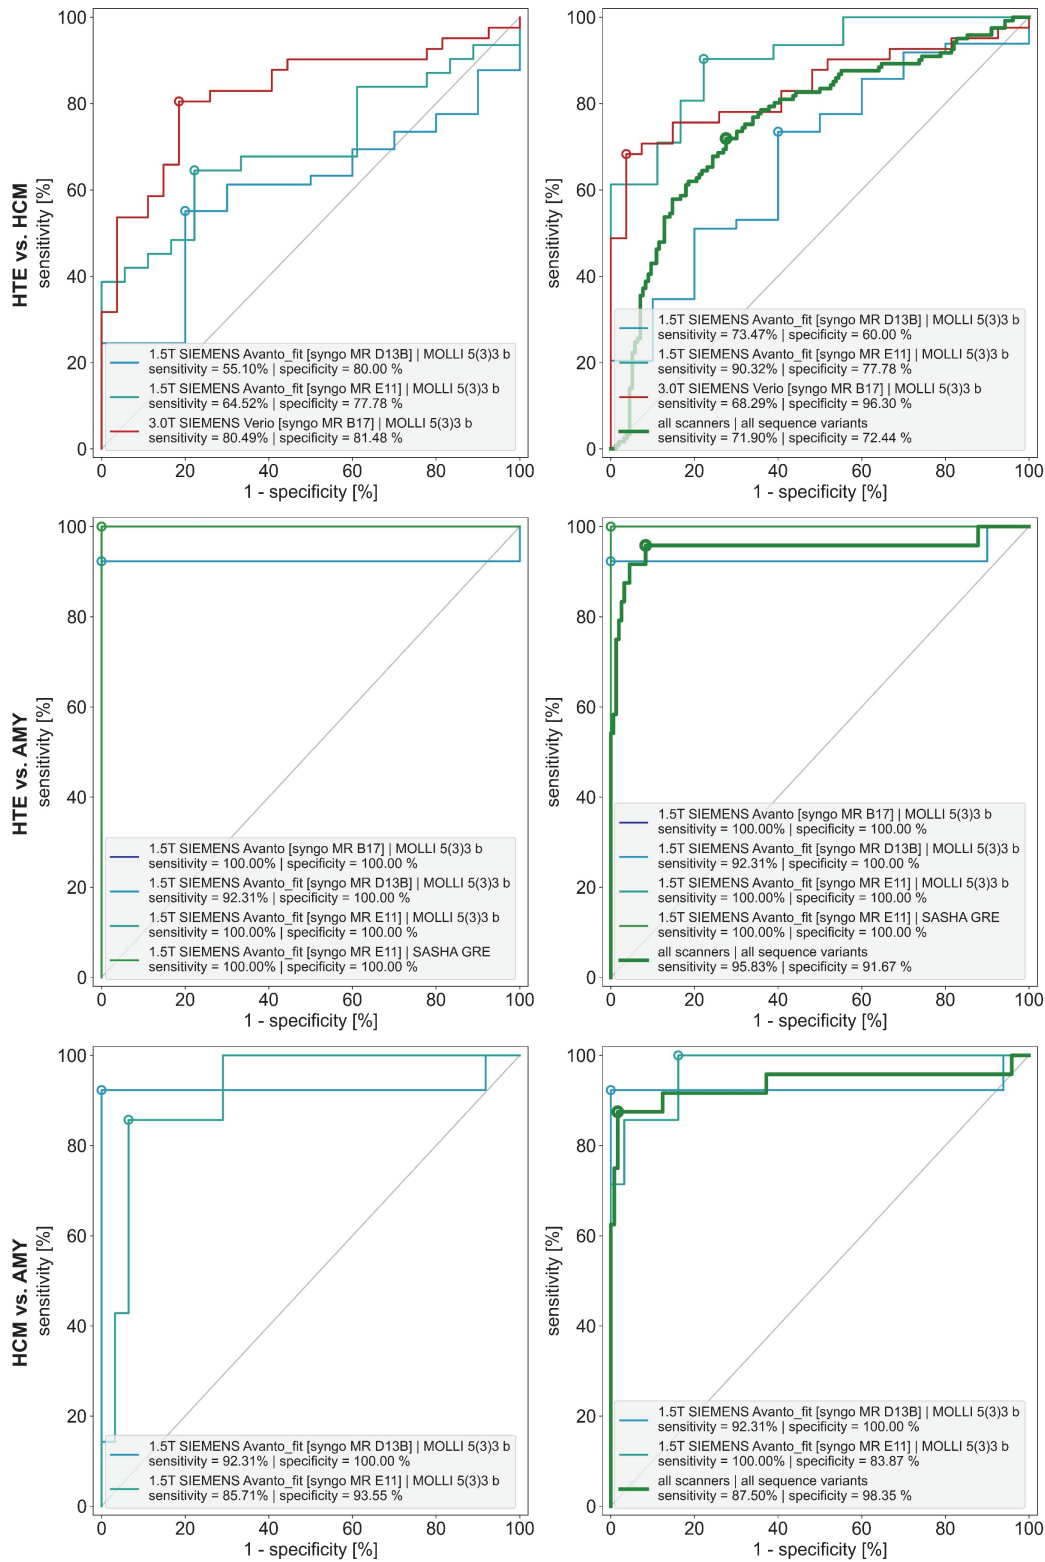 100
80
60
40
20
0
HTE vs. HCM
sensitivity [%]
1.5T SIEMENS Avanto_fit [syngo MR D13B] | MOLLI 5(3)3 b
sensitivity = 55.10% | specificity = 80.00 %
1.5T SIEMENS Avanto_fit [syngo MR E11] | MOLLI 5(3)3 b
sensitivity = 64.52% | specificity = 77.78 %
3.0T SIEMENS Verio [syngo MR B17] | MOLLI 5(3)3 b
sensitivity = 80.49% | specificity = 81.48 %
0 20 40 60 80 100
1 - specificity [%]
100
80
60
40
20
0
sensitivity [%]
1.5T SIEMENS Avanto_fit [syngo MR D13B] | MOLLI 5(3)3 b
sensitivity = 73.47% | specificity = 60.00 %
1.5T SIEMENS Avanto_fit [syngo MR E11] | MOLLI 5(3)3 b
sensitivity = 90.32% | specificity = 77.78 %
3.0T SIEMENS Verio [syngo MR B17] | MOLLI 5(3)3 b
sensitivity = 68.29% | specificity = 96.30 %
all scanners | all sequence variants
sensitivity = 71.90% | specificity = 72.44 %
0 20 40 60 80 100
1 - specificity [%]
100
80
60
40
20
0
HTE vs. AMY
sensitivity [%]
1.5T SIEMENS Avanto [syngo MR B17] | MOLLI 5(3)3 b
sensitivity = 100.00% | specificity = 100.00 %
1.5T SIEMENS Avanto_fit [syngo MR D13B] | MOLLI 5(3)3 b
sensitivity = 92.31% | specificity = 100.00 %
1.5T SIEMENS Avanto_fit [syngo MR E11] | MOLLI 5(3)3 b
sensitivity = 100.00% | specificity = 100.00 %
1.5T SIEMENS Avanto_fit [syngo MR E11] | SASHA GRE
sensitivity = 100.00% | specificity = 100.00 %
0 20 40 60 80 100
1 - specificity [%]
100
80
60
40
20
0
sensitivity [%]
1.5T SIEMENS Avanto [syngo MR B17] | MOLLI 5(3)3 b
sensitivity = 100.00% | specificity = 100.00 %
1.5T SIEMENS Avanto_fit [syngo MR D13B] | MOLLI 5(3)3 b
sensitivity = 92.31% | specificity = 100.00 %
1.5T SIEMENS Avanto_fit [syngo MR E11] | MOLLI 5(3)3 b
sensitivity = 100.00% | specificity = 100.00 %
1.5T SIEMENS Avanto_fit [syngo MR E11] | SASHA GRE
sensitivity = 100.00% | specificity = 100.00 %
all scanners | all sequence variants
sensitivity = 95.83% | specificity = 91.67 %
0 20 40 60 80 100
1 - specificity [%]
100
80
60
40
20
0
HCM vs. AMY
sensitivity [%]
1.5T SIEMENS Avanto_fit [syngo MR D13B] | MOLLI 5(3)3 b
sensitivity = 92.31% | specificity = 100.00 %
1.5T SIEMENS Avanto_fit [syngo MR E11] | MOLLI 5(3)3 b
sensitivity = 85.71% | specificity = 93.55 %
0 20 40 60 80 100
1 - specificity [%]
100
80
60
40
20
0
sensitivity [%]
1.5T SIEMENS Avanto_fit [syngo MR D13B] | MOLLI 5(3)3 b
sensitivity = 92.31% | specificity = 100.00 %
1.5T SIEMENS Avanto_fit [syngo MR E11] | MOLLI 5(3)3 b
sensitivity = 100.00% | specificity = 83.87 %
all scanners | all sequence variants
sensitivity = 87.50% | specificity = 98.35 %
0 20 40 60 80 100
1 - specificity [%]